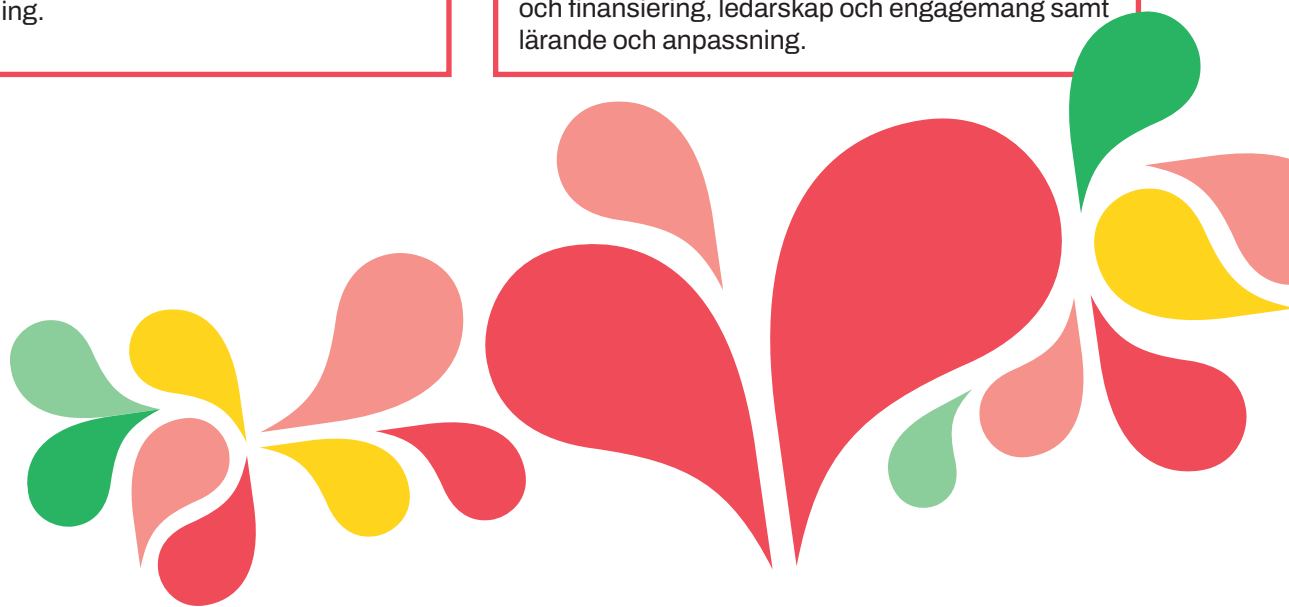 ing.
och finansiering, ledarskap och engagemang samt
lärande och anpassning.